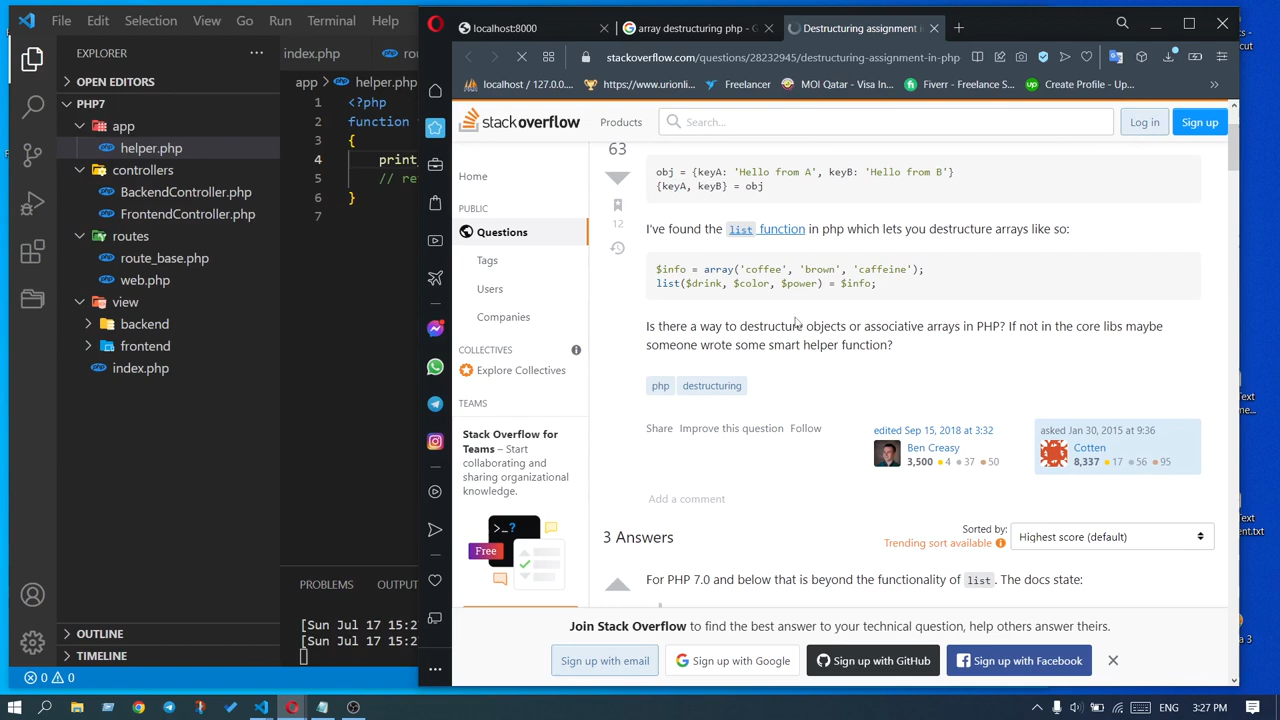 File Edit Selection View Go Run Terminal Help
EXPLORER
OPEN EDITORS
PHP7
app
helper.php
controllers
BackendController.php
FrontendController.php
routes
route_base.php
web.php
view
backend
frontend
index.php
OUTLINE
TIMELINE
0 0
index.php
app > helper.php
1 <?php
2 function
3 {
4 print
5 // re
6 }
7
PROBLEMS OUTPUT
[Sun Jul 17 15:2
[Sun Jul 17 15:2
localhost:8000
array destructuring php - G
Destructuring assignment
stackoverflow.com/questions/28232945/destructuring-assignment-in-php
localhost / 127.0.0....
https://www.urionli...
Freelancer
MOI Qatar - Visa In...
Fiverr - Freelance S...
Create Profile - Up...
stackoverflow
Products
Search...
Log in
Sign up
Home
PUBLIC
Questions
Tags
Users
Companies
COLLECTIVES
Explore Collectives
TEAMS
Stack Overflow for
Teams – Start
collaborating and
sharing organizational
knowledge.
>_?
Free
63
12
obj = {keyA: 'Hello from A', keyB: 'Hello from B'}
{keyA, keyB} = obj
I've found the list function in php which lets you destructure arrays like so:
$info = array('coffee', 'brown', 'caffeine');
list($drink, $color, $power) = $info;
Is there a way to destructure objects or associative arrays in PHP? If not in the core libs maybe
someone wrote some smart helper function?
php destructuring
Share Improve this question Follow
edited Sep 15, 2018 at 3:32
Ben Creasy
3,500 4 37 50
asked Jan 30, 2015 at 9:36
Cotten
8,337 17 56 95
Add a comment
3 Answers
Sorted by:
Trending sort available
Highest score (default)
For PHP 7.0 and below that is beyond the functionality of list. The docs state:
Join Stack Overflow to find the best answer to your technical question, help others answer theirs.
Sign up with email
Sign up with Google
Sign up with GitHub
Sign up with Facebook
ENG 3:27 PM